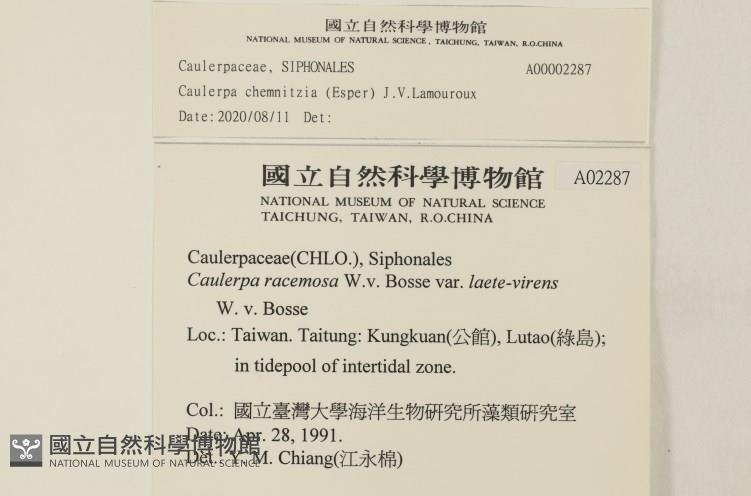 國立自然科學博物館
NATIONAL MUSEUM OF NATURAL SCIENCE, TAICHUNG, TAIWAN, R.O.CHINA
Caulerpaceae, SIPHONALES A00002287
Caulerpa chemnitzia (Esper) J.V.Lamouroux
Date:2020/08/11 Det:
國立自然科學博物館 A02287
NATIONAL MUSEUM OF NATURAL SCIENCE
TAICHUNG, TAIWAN, R.O.CHINA
Caulerpaceae(CHLO.), Siphonales
Caulerpa racemosa W.v. Bosse var. laete-virens
W. v. Bosse
Loc.: Taiwan. Taitung: Kungkuan(公館), Lutao(綠島);
in tidepool of intertidal zone.
Col.: 國立臺灣大學海洋生物研究所藻類研究室
Date: Apr. 28, 1991.
Det. Y. M. Chiang(江永棉)
國立自然科學博物館
NATIONAL MUSEUM OF NATURAL SCIENCE